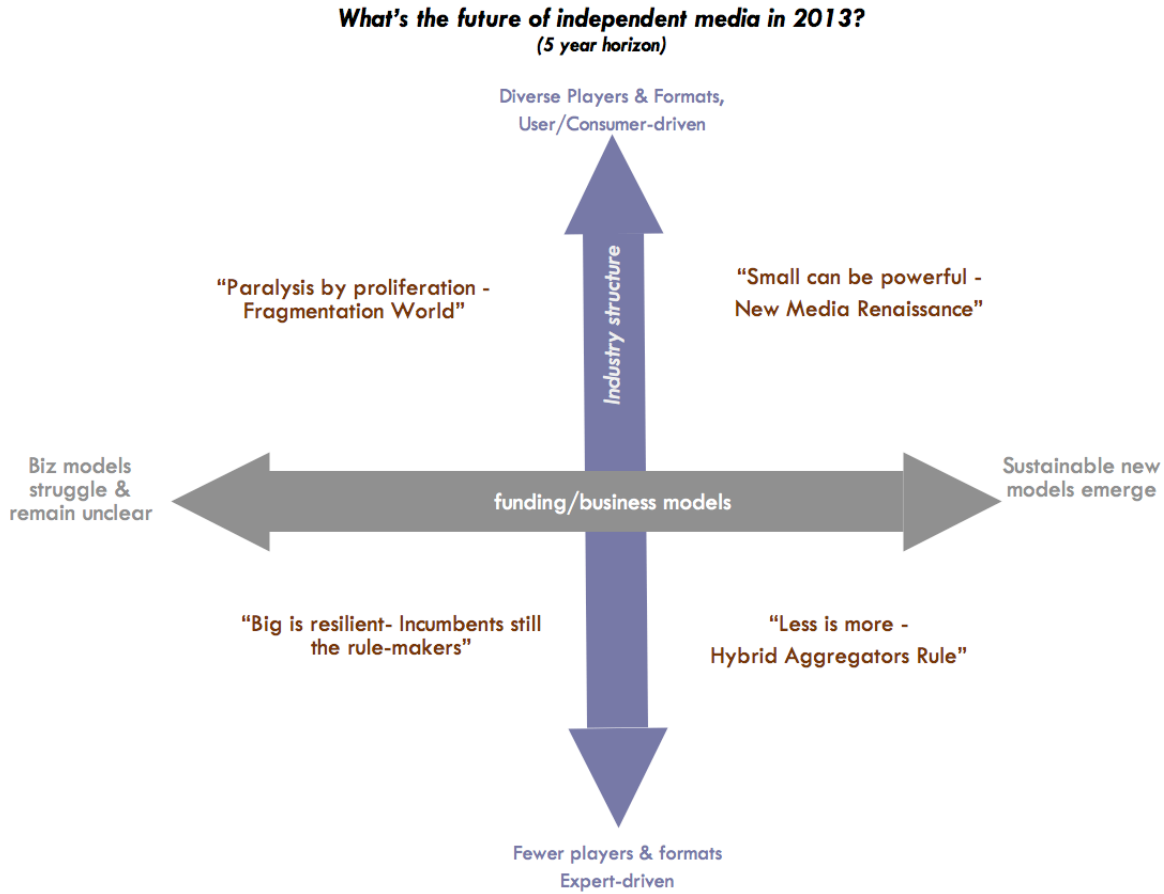 What's the future of independent media in 2013?
(5 year horizon)
Diverse Players & Formats,
User/Consumer-driven
Industry structure
“Paralysis by proliferation -
Fragmentation World”
“Small can be powerful -
New Media Renaissance”
Biz models
struggle &
remain unclear
funding/business models
Sustainable new
models emerge
“Big is resilient- Incumbents still
the rule-makers”
“Less is more -
Hybrid Aggregators Rule”
Fewer players & formats
Expert-driven